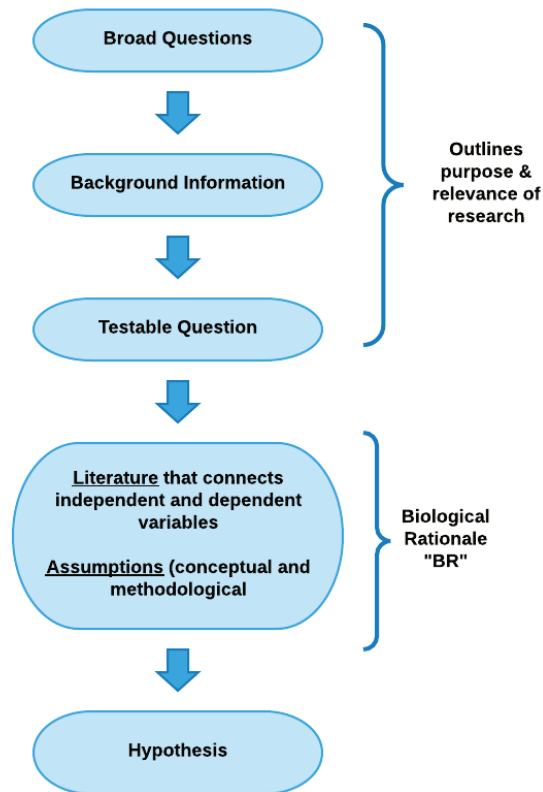 Broad Questions
Background Information
Testable Question
Outlines
purpose &
relevance of
research
Literature that connects
independent and dependent
variables
Assumptions (conceptual and
methodological
Biological
Rationale
"BR"
Hypothesis